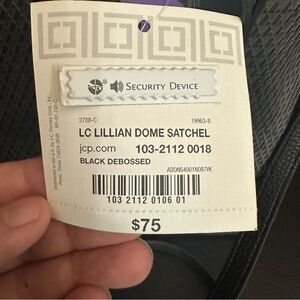 SECURITY DEVICE
2788-C 19963-8
LC LILLIAN DOME SATCHEL
jcp.com 103-2112 0018
BLACK DEBOSSED
ADDNS4001N087VK
103 2112 0106 01
$75